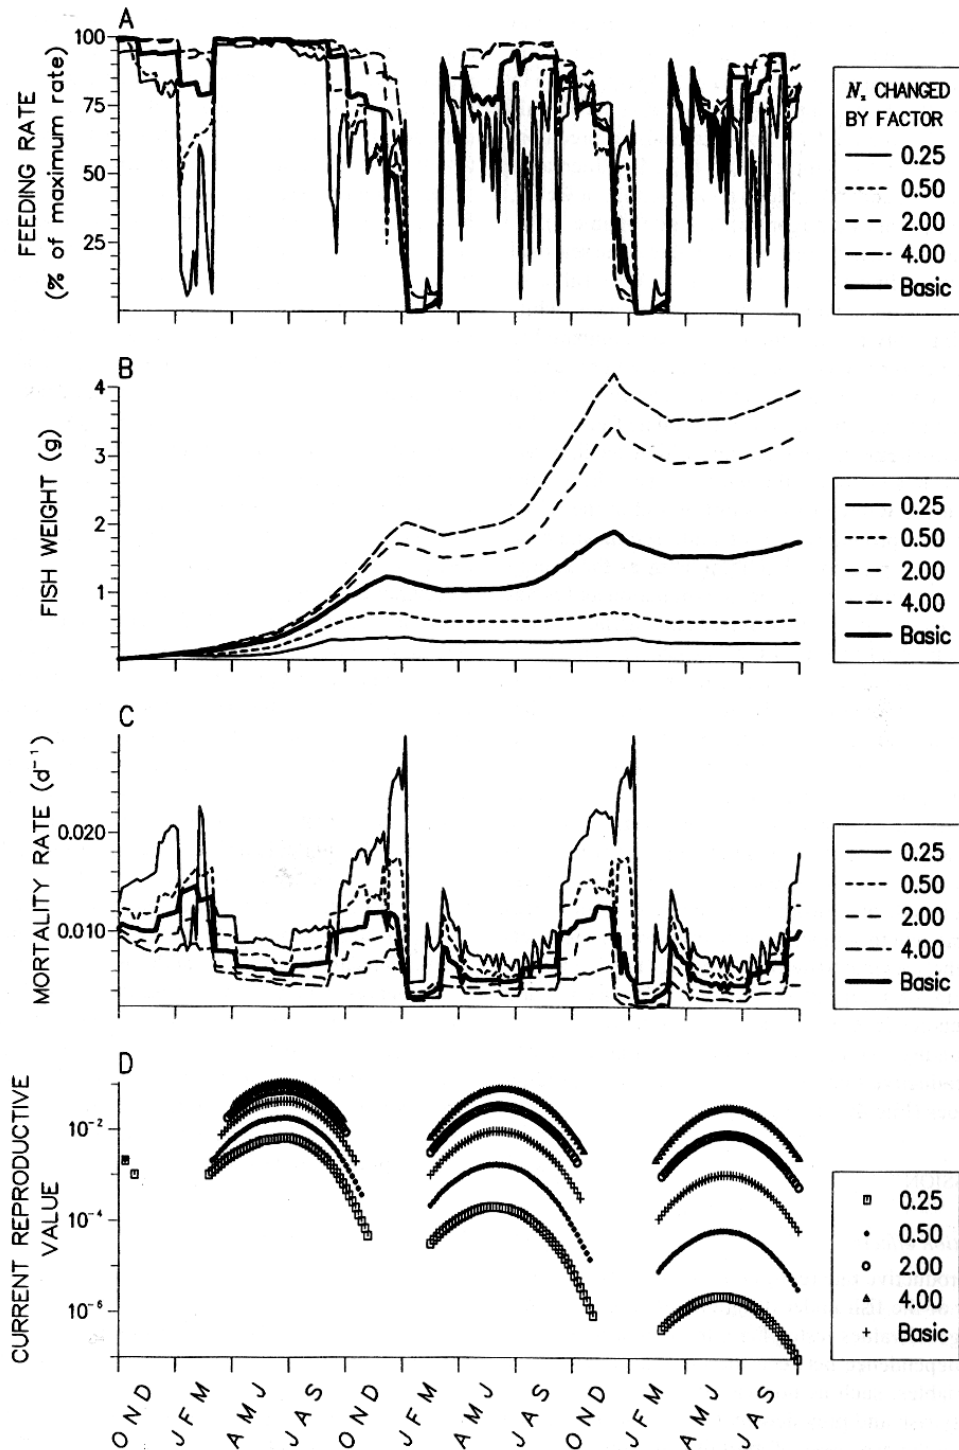 A
100
75
50
25
FEEDING RATE
(% of maximum rate)
Nₓ CHANGED
BY FACTOR
0.25
0.50
2.00
4.00
Basic
B
4
3
2
1
FISH WEIGHT (g)
0.25
0.50
2.00
4.00
Basic
C
0.020
0.010
MORTALITY RATE (d⁻¹)
0.25
0.50
2.00
4.00
Basic
D
10⁻²
10⁻⁴
10⁻⁶
CURRENT REPRODUCTIVE
VALUE
0.25
0.50
2.00
4.00
Basic
O N D J F M A M J J A S O N D J F M A M J J A S O N D J F M A M J J A S